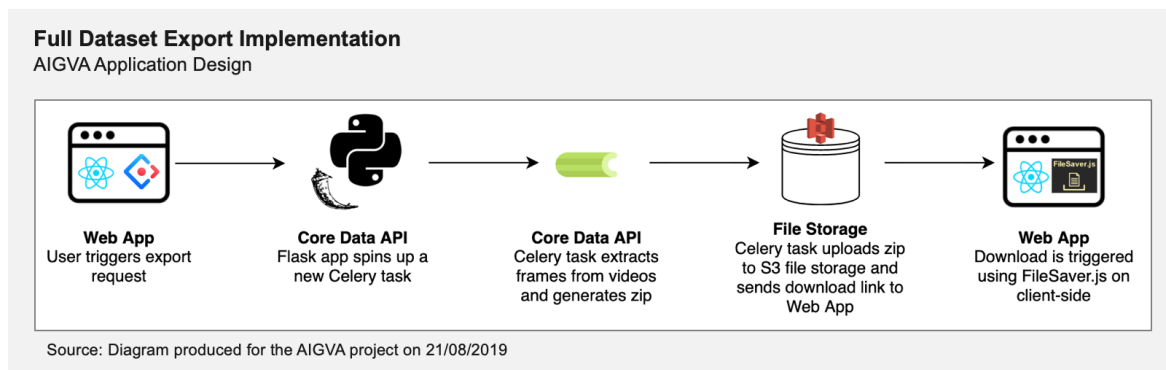 Full Dataset Export Implementation
AIGVA Application Design
FileSaver.js
Web App
User triggers export
request
Core Data API
Flask app spins up a
new Celery task
Core Data API
Celery task extracts
frames from videos
and generates zip
File Storage
Celery task uploads zip
to S3 file storage and
sends download link to
Web App
Web App
Download is triggered
using FileSaver.js on
client-side
Source: Diagram produced for the AIGVA project on 21/08/2019